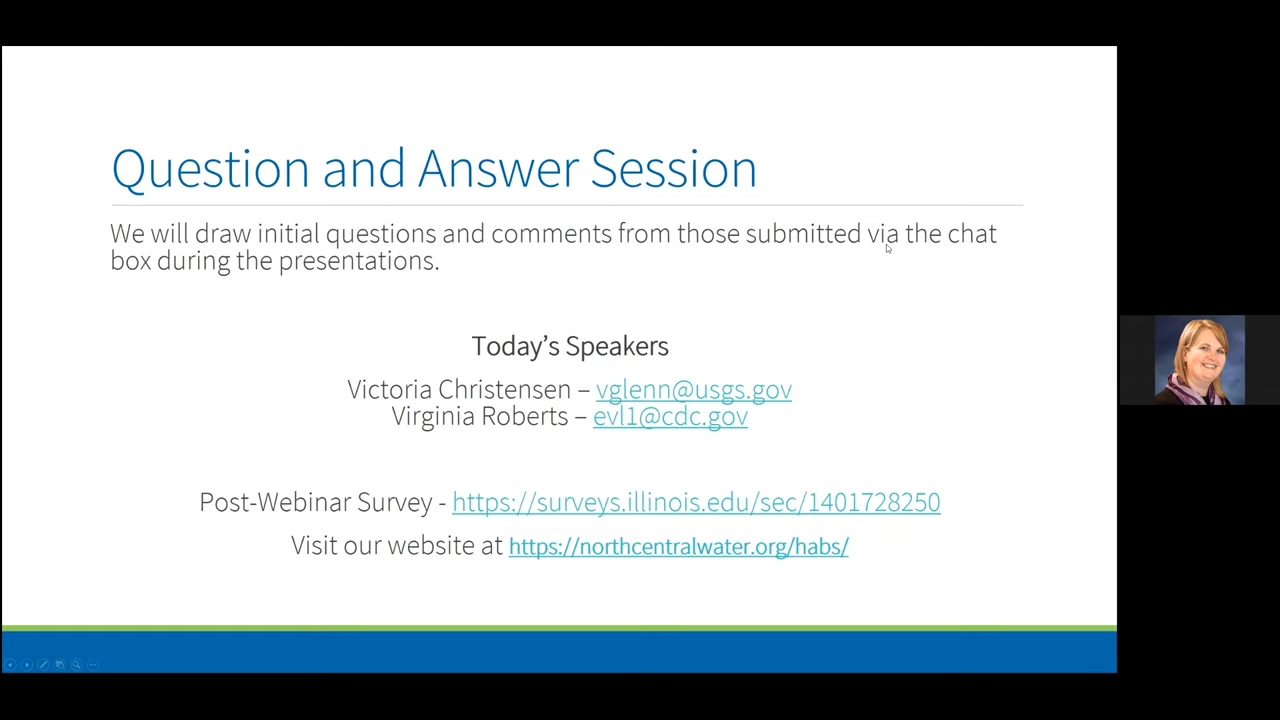 Question and Answer Session
We will draw initial questions and comments from those submitted via the chat
box during the presentations.
Today’s Speakers
Victoria Christensen – vglenn@usgs.gov
Virginia Roberts – evl1@cdc.gov
Post-Webinar Survey - https://surveys.illinois.edu/sec/1401728250
Visit our website at https://northcentralwater.org/habs/